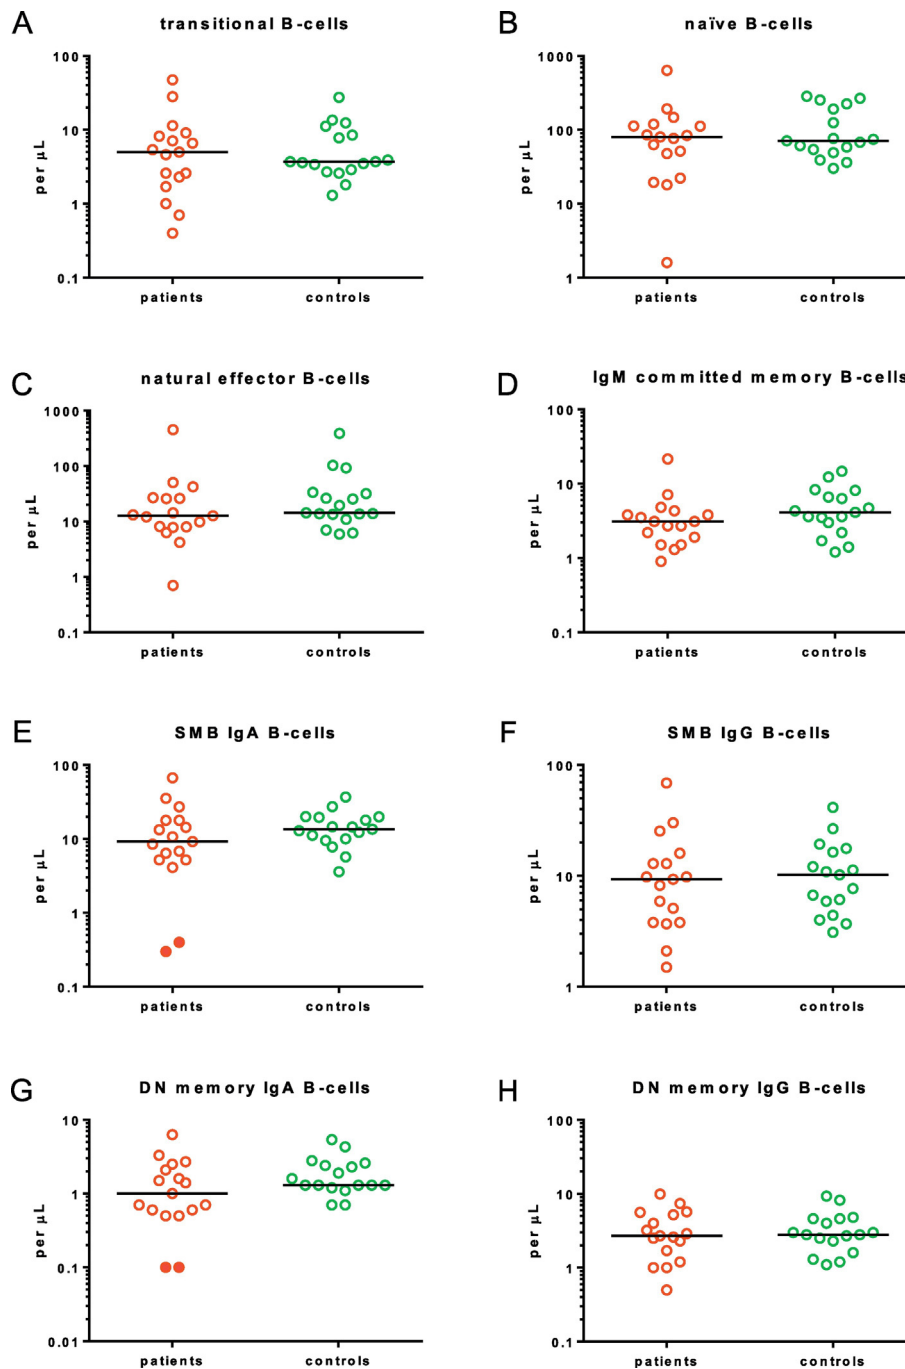 A transitional B-cells
100
10
1
0.1
per µL
patients controls
B naïve B-cells
1000
100
10
1
per µL
patients controls
C natural effector B-cells
1000
100
10
1
0.1
per µL
patients controls
D IgM committed memory B-cells
100
10
1
0.1
per µL
patients controls
E SMB IgA B-cells
100
10
1
0.1
per µL
patients controls
F SMB IgG B-cells
100
10
1
per µL
patients controls
G DN memory IgA B-cells
10
1
0.1
0.01
per µL
patients controls
H DN memory IgG B-cells
100
10
1
0.1
per µL
patients controls